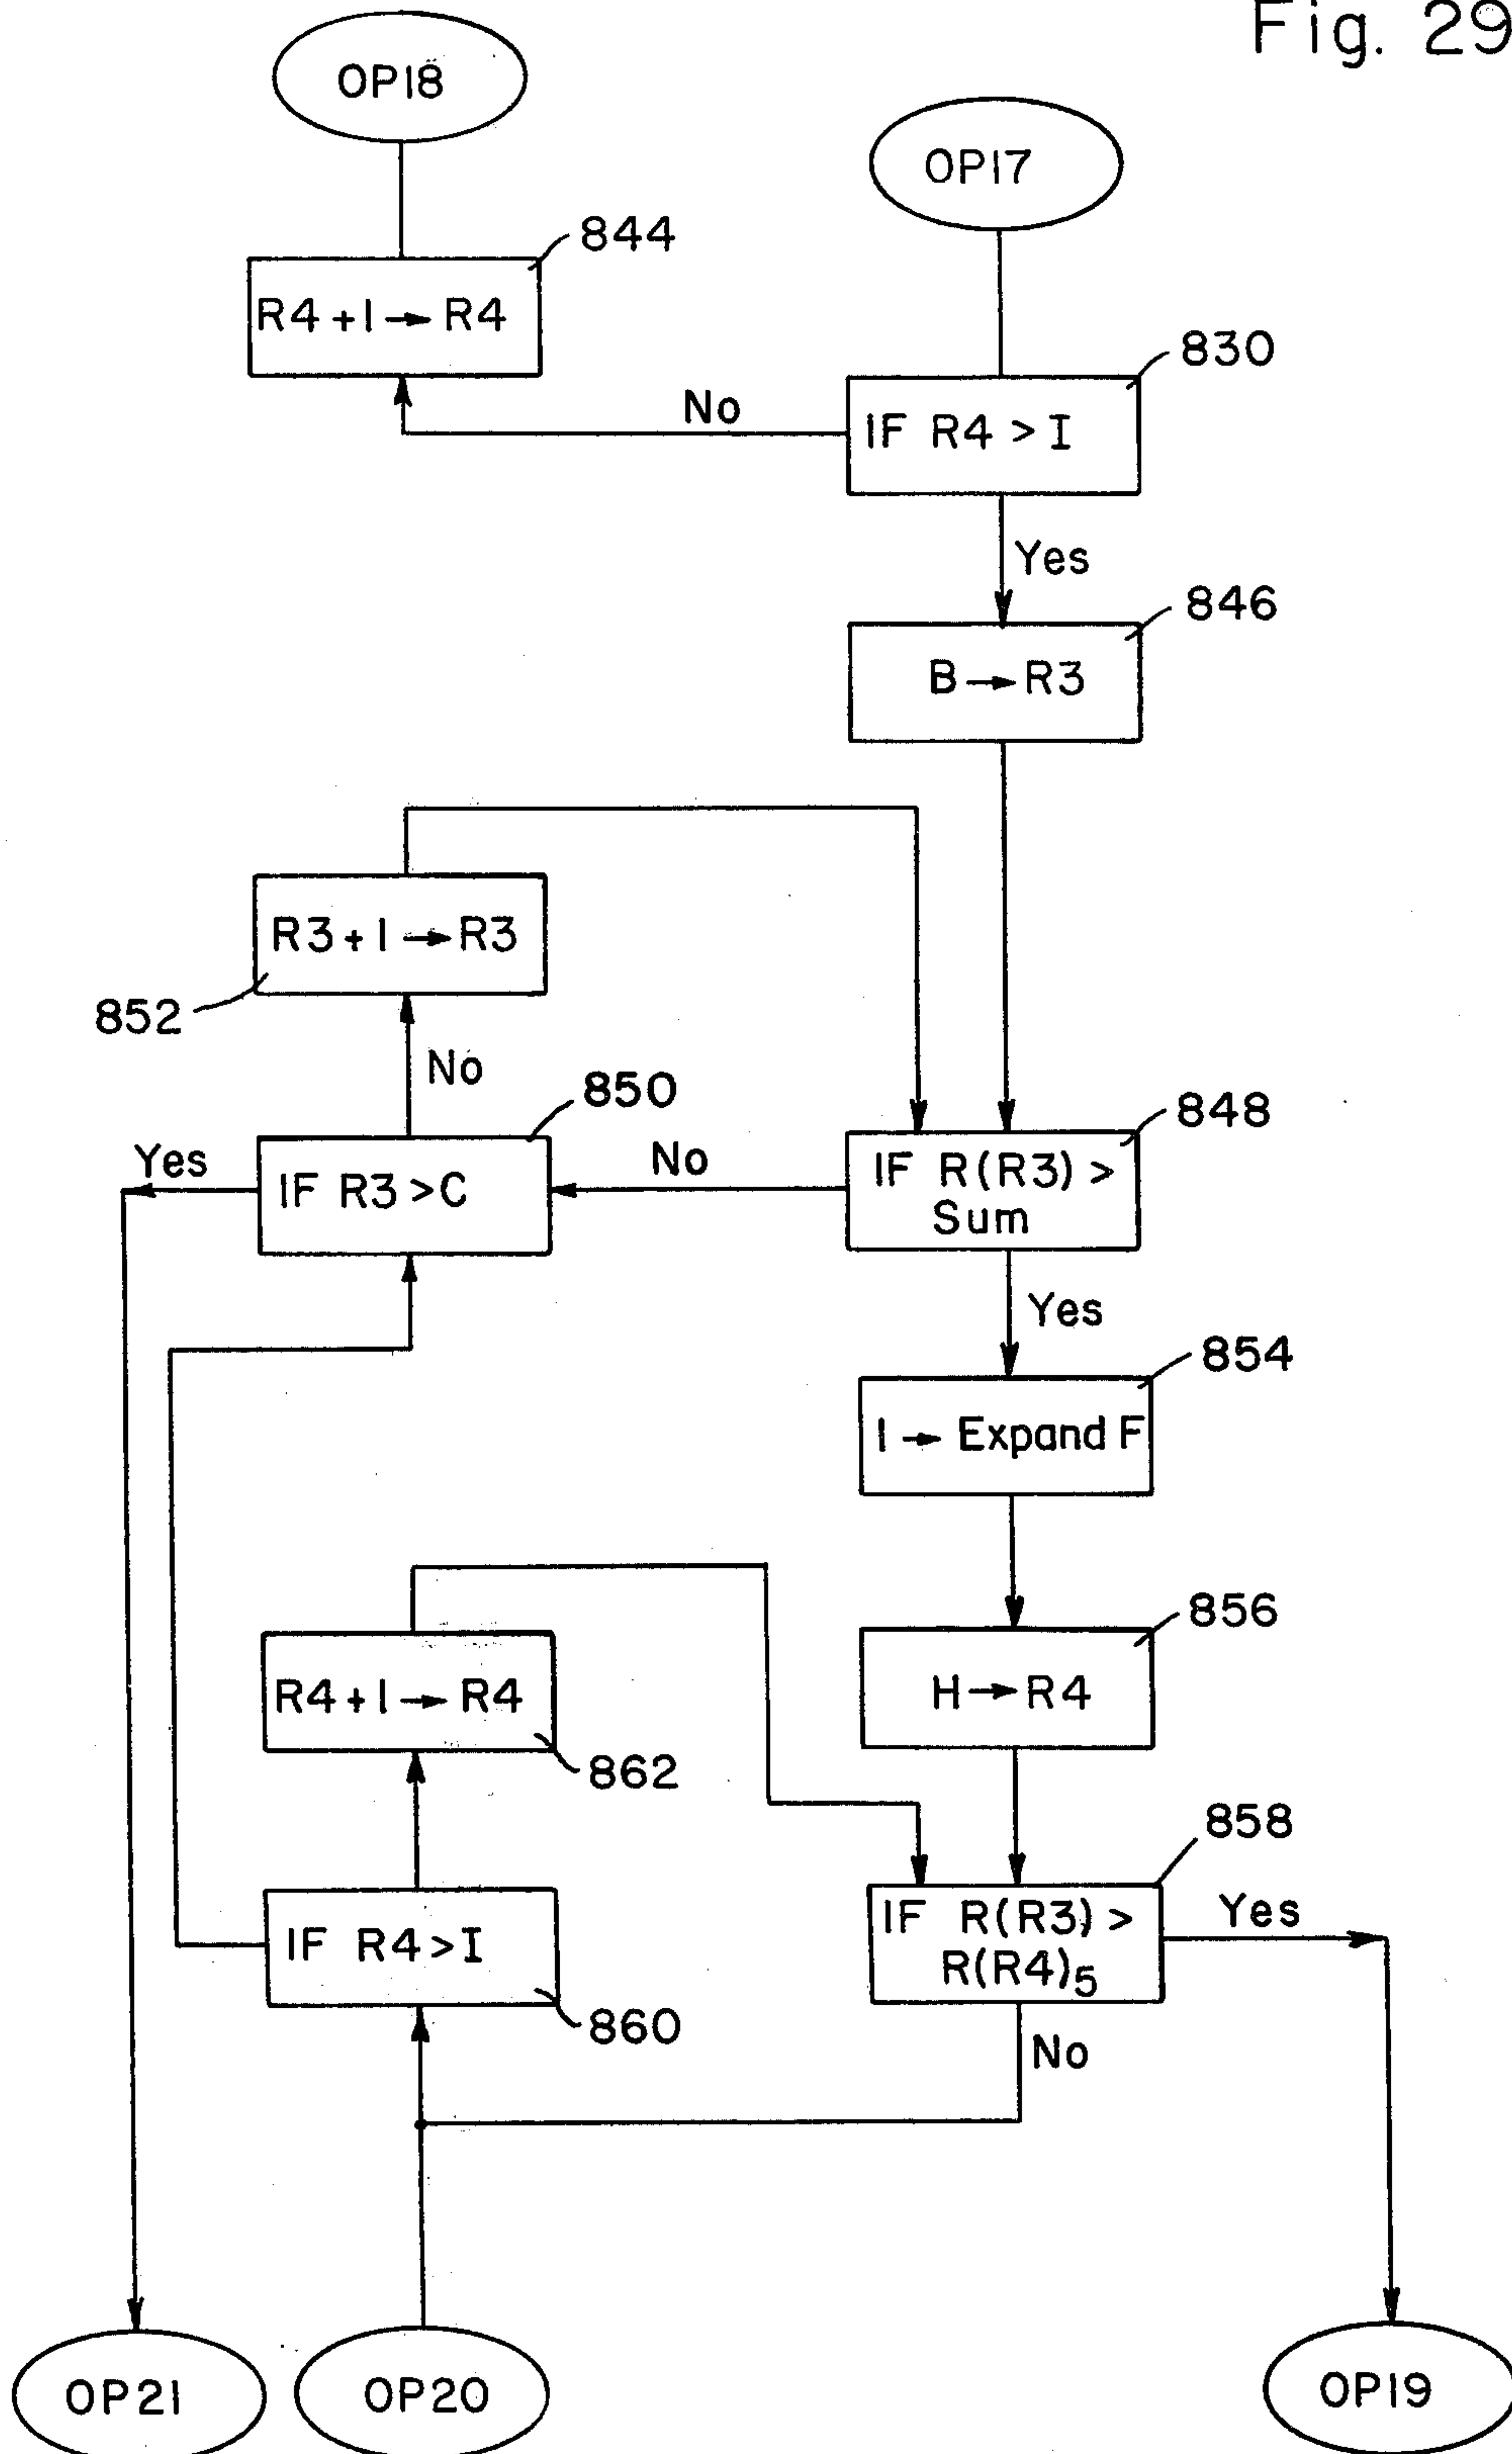 Fig. 29
OP18
OP17
844
R4 + 1 → R4
830
IF R4 > I
No
Yes
846
B → R3
R3 + 1 → R3
852
No
850
848
Yes
IF R3 > C
No
IF R(R3) >
Sum
Yes
854
1 → Expand F
856
R4 + 1 → R4
H → R4
862
858
IF R4 > I
IF R(R3) >
R(R4)5
Yes
860
No
OP21
OP20
OP19